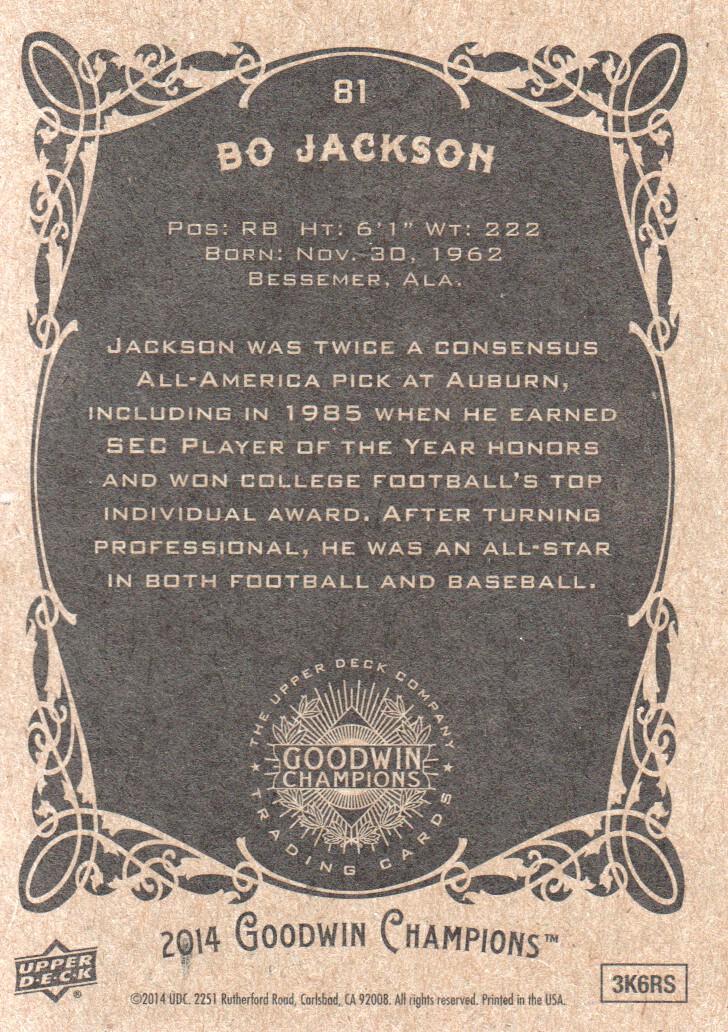 81
BO JACKSON
POS: RB HT: 6'1" WT: 222
BORN: NOV. 30, 1962
BESSEMER, ALA.
JACKSON WAS TWICE A CONSENSUS
ALL-AMERICA PICK AT AUBURN,
INCLUDING IN 1985 WHEN HE EARNED
SEC PLAYER OF THE YEAR HONORS
AND WON COLLEGE FOOTBALL'S TOP
INDIVIDUAL AWARD. AFTER TURNING
PROFESSIONAL, HE WAS AN ALL-STAR
IN BOTH FOOTBALL AND BASEBALL.
THE UPPER DECK COMPANY
GOODWIN
CHAMPIONS
TRADING CARDS
2014 GOODWIN CHAMPIONS™
UPPER
D•E•C•K®
©2014 UDC. 2251 Rutherford Road, Carlsbad, CA 92008. All rights reserved. Printed in the USA.
3K6RS